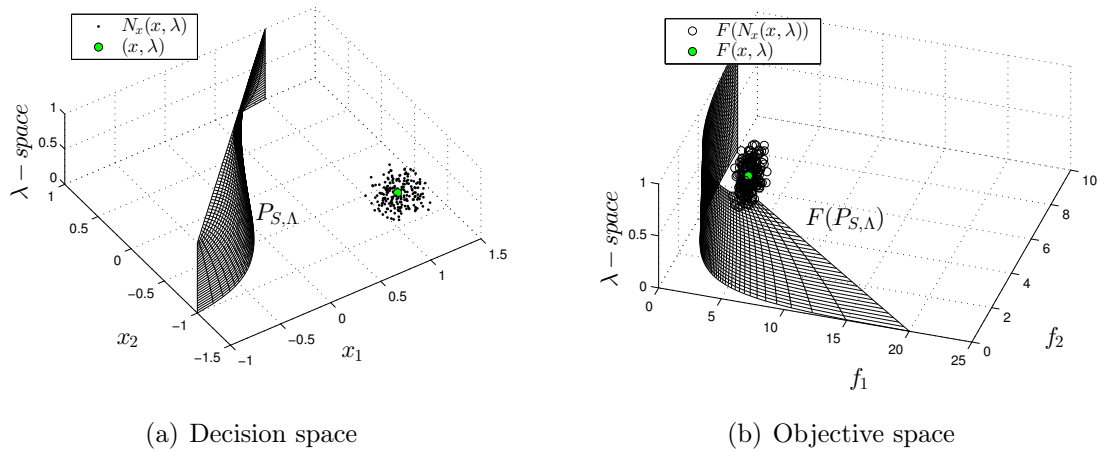 N_x(x, λ)
(x, λ)
λ − space
1
0.5
0
1
0.5
0
−0.5
−1
−1.5
x_2
P_{S,Λ}
−1
−0.5
0
0.5
1
1.5
x_1
(a) Decision space
F(N_x(x, λ))
F(x, λ)
λ − space
1
0.5
0
F(P_{S,Λ})
0
5
10
15
20
25
f_1
0
2
4
6
8
10
f_2
(b) Objective space